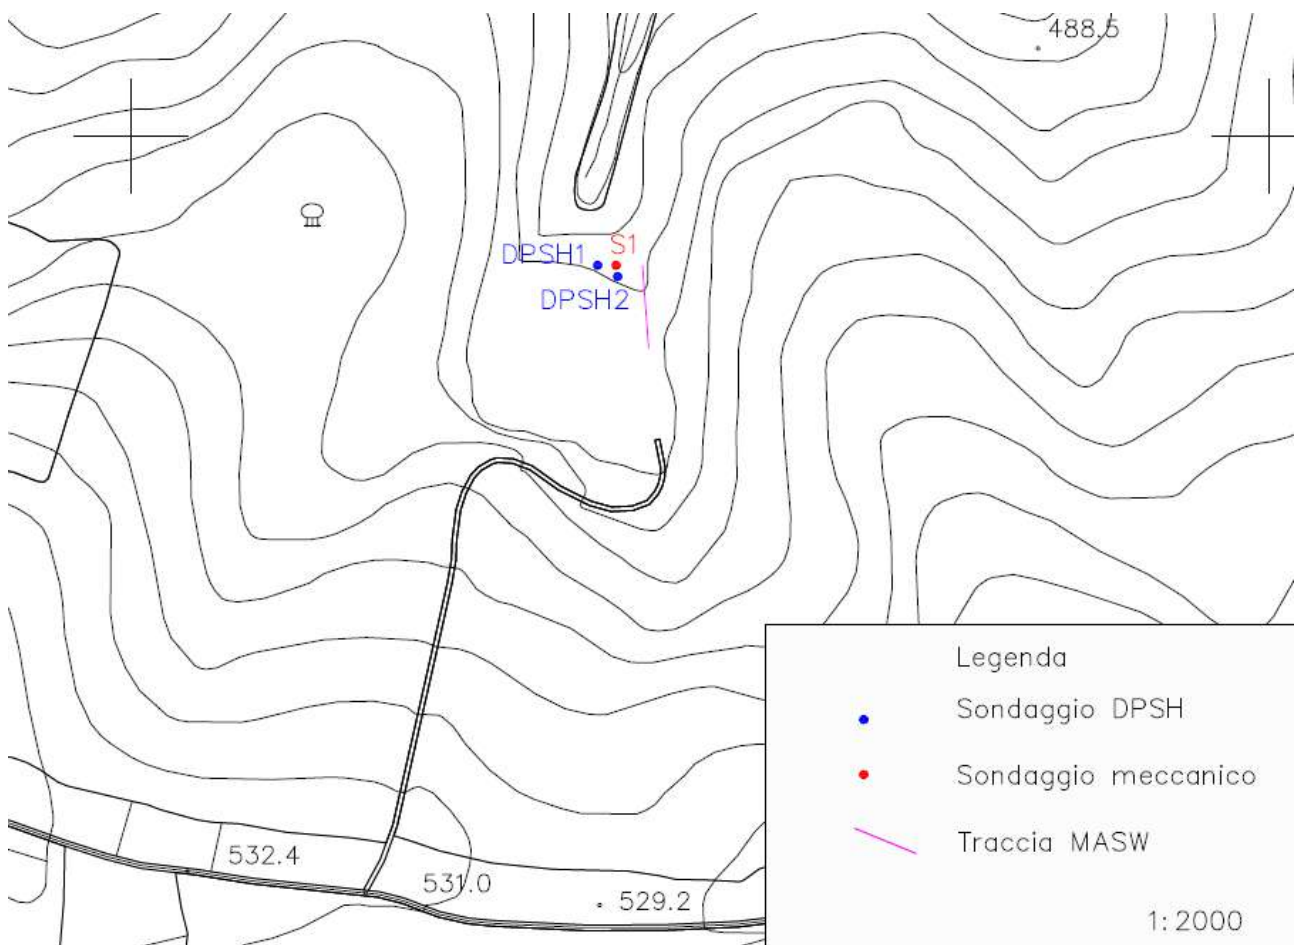 488.5
S1
DPSH1
DPSH2
Legenda
Sondaggio DPSH
Sondaggio meccanico
Traccia MASW
532.4
531.0
529.2
1:2000